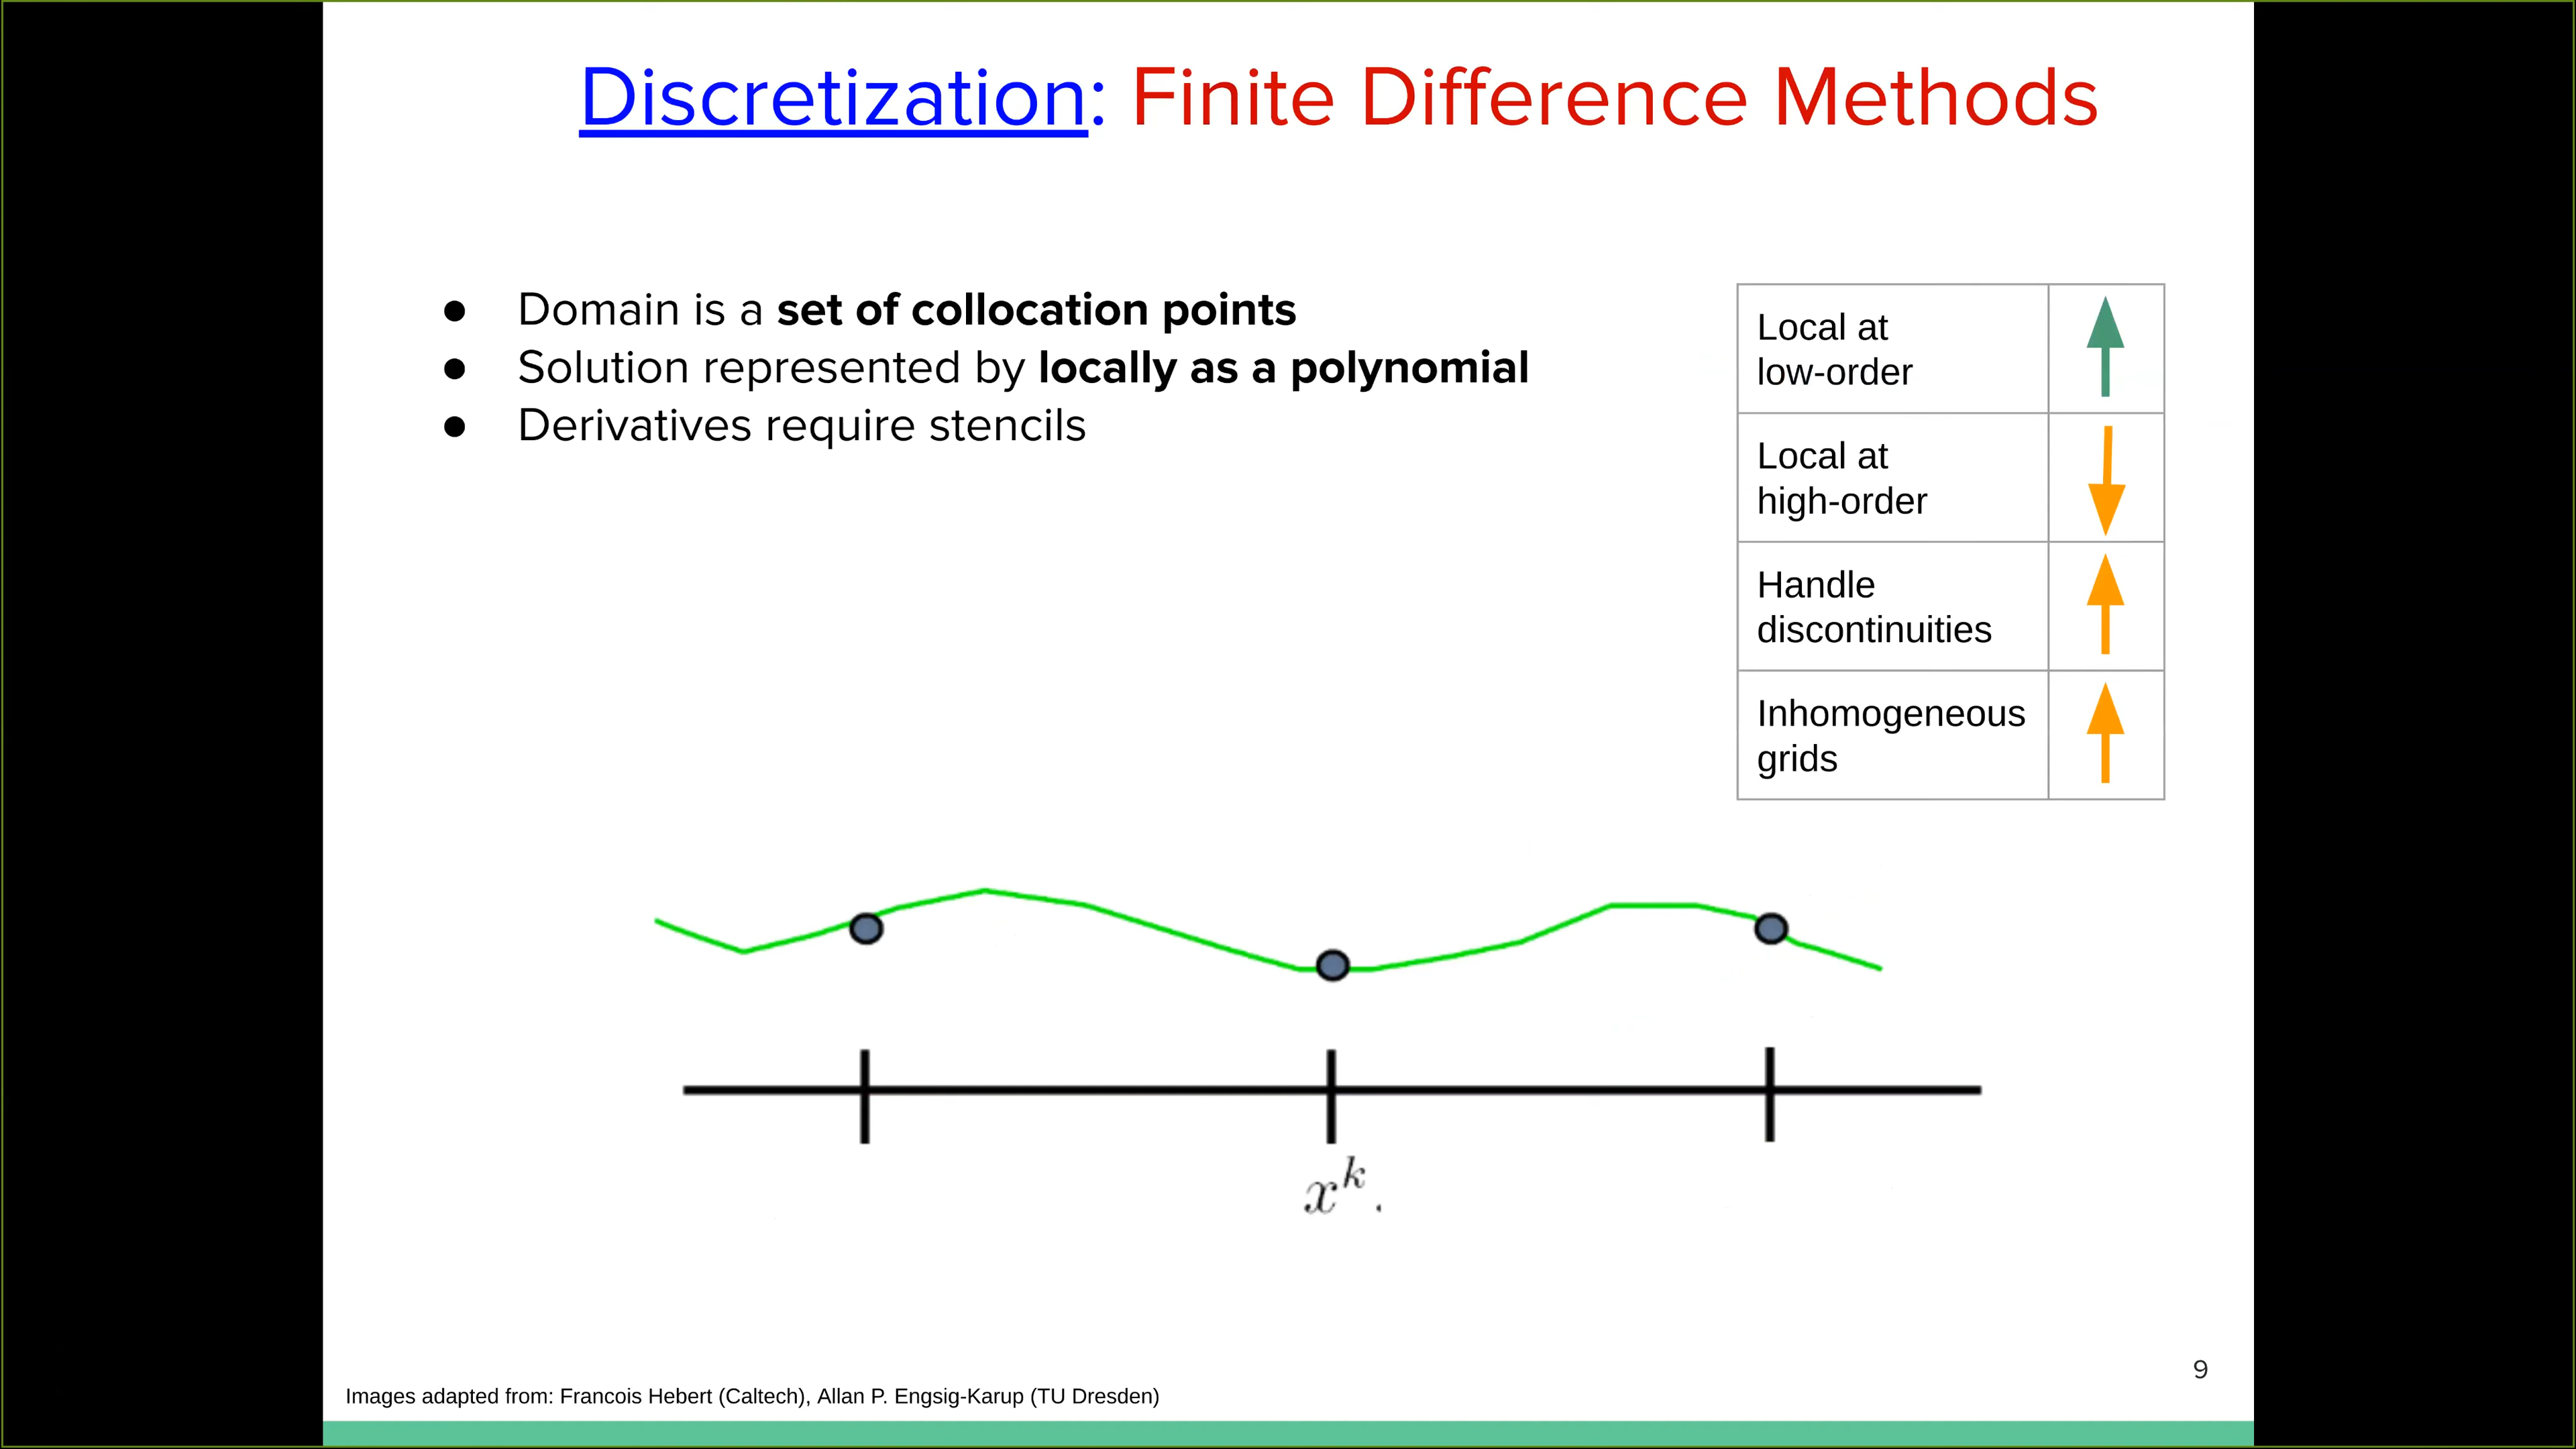 Discretization: Finite Difference Methods
● Domain is a set of collocation points
● Solution represented by locally as a polynomial
● Derivatives require stencils
Local at
low-order
Local at
high-order
Handle
discontinuities
Inhomogeneous
grids
x^k.
9
Images adapted from: Francois Hebert (Caltech), Allan P. Engsig-Karup (TU Dresden)